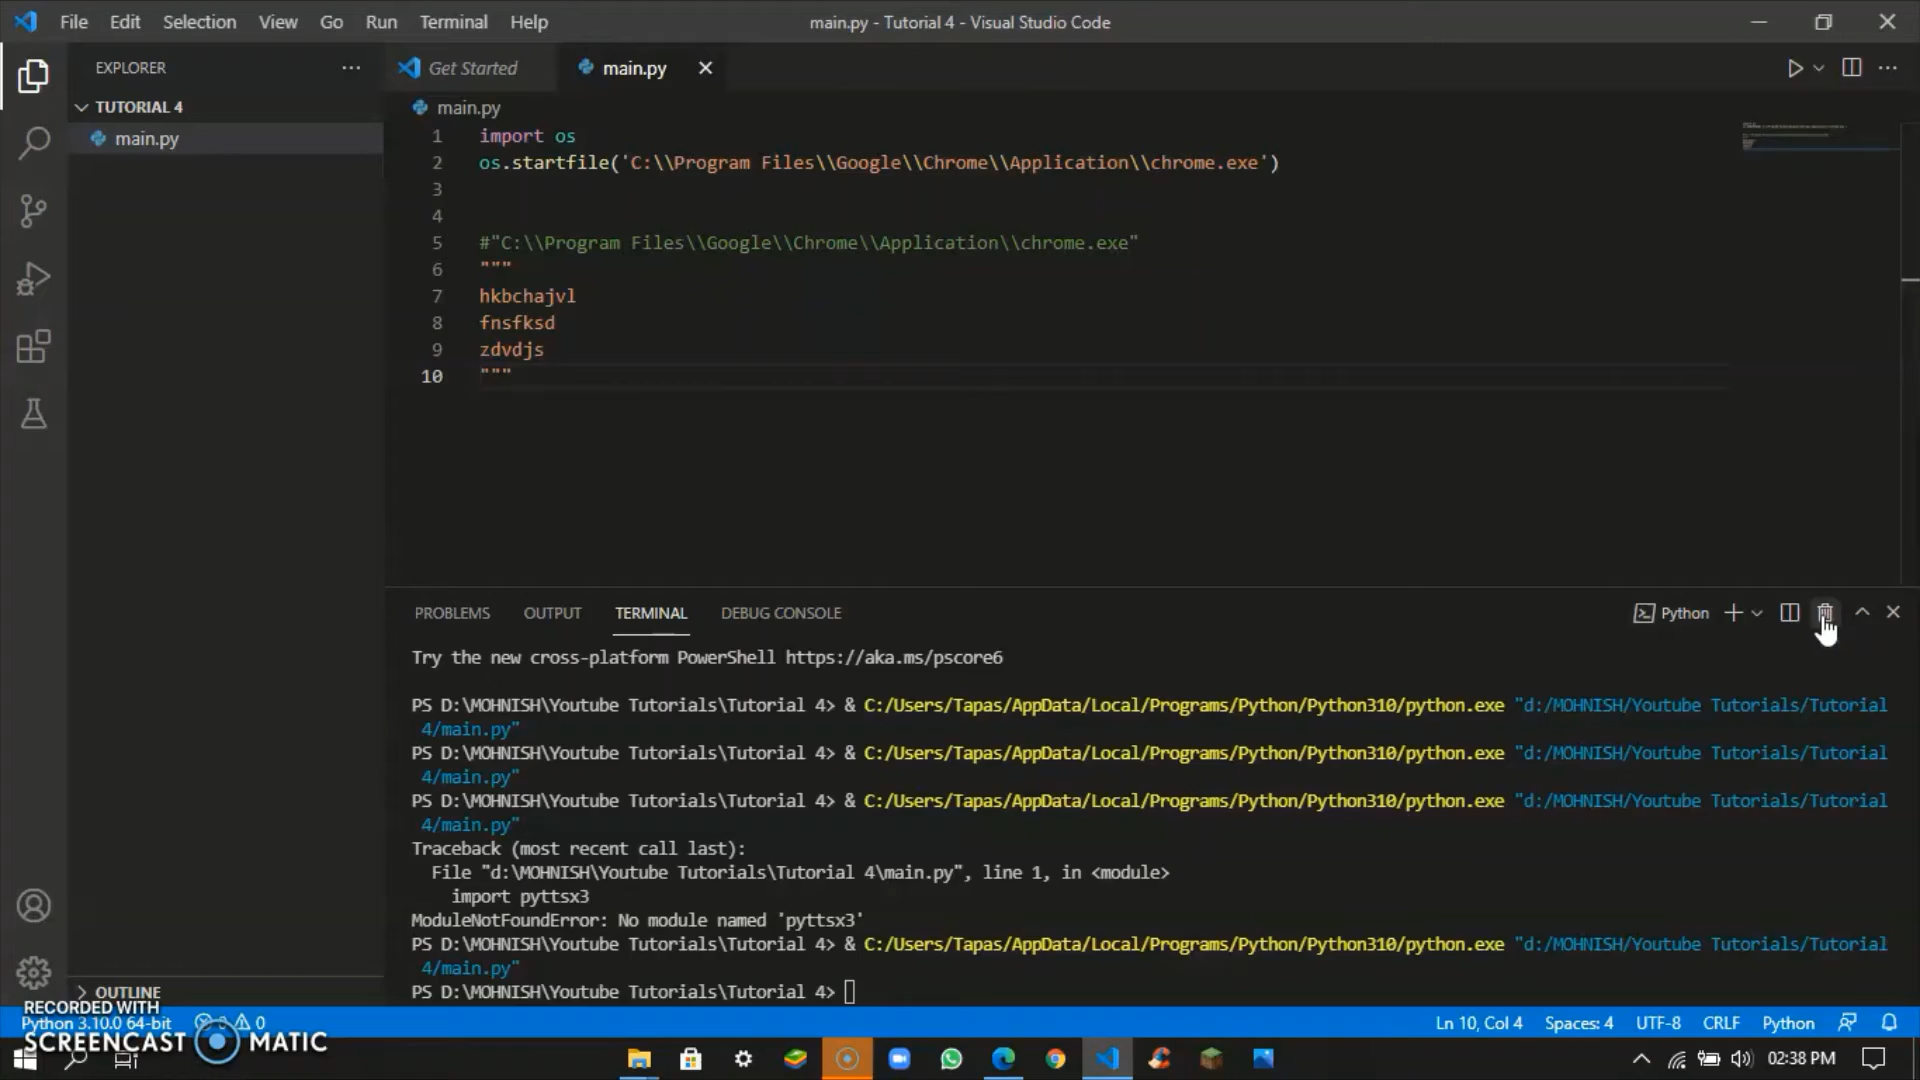 File Edit Selection View Go Run Terminal Help
main.py - Tutorial 4 - Visual Studio Code
EXPLORER
TUTORIAL 4
main.py
Get Started
main.py
main.py
1 import os
2 os.startfile('C:\\Program Files\\Google\\Chrome\\Application\\chrome.exe')
3
4
5 #"C:\\Program Files\\Google\\Chrome\\Application\\chrome.exe"
6 """
7 hkbchajvl
8 fnsfksd
9 zdvdjs
10 """
PROBLEMS OUTPUT TERMINAL DEBUG CONSOLE
Python
Try the new cross-platform PowerShell https://aka.ms/pscore6
PS D:\MOHNISH\Youtube Tutorials\Tutorial 4> & C:/Users/Tapas/AppData/Local/Programs/Python/Python310/python.exe "d:/MOHNISH/Youtube Tutorials/Tutorial
4/main.py"
PS D:\MOHNISH\Youtube Tutorials\Tutorial 4> & C:/Users/Tapas/AppData/Local/Programs/Python/Python310/python.exe "d:/MOHNISH/Youtube Tutorials/Tutorial
4/main.py"
PS D:\MOHNISH\Youtube Tutorials\Tutorial 4> & C:/Users/Tapas/AppData/Local/Programs/Python/Python310/python.exe "d:/MOHNISH/Youtube Tutorials/Tutorial
4/main.py"
Traceback (most recent call last):
File "d:\MOHNISH\Youtube Tutorials\Tutorial 4\main.py", line 1, in <module>
import pyttsx3
ModuleNotFoundError: No module named 'pyttsx3'
PS D:\MOHNISH\Youtube Tutorials\Tutorial 4> & C:/Users/Tapas/AppData/Local/Programs/Python/Python310/python.exe "d:/MOHNISH/Youtube Tutorials/Tutorial
4/main.py"
PS D:\MOHNISH\Youtube Tutorials\Tutorial 4>
OUTLINE
RECORDED WITH
Python 3.10.0 64-bit 0
SCREENCAST MATIC
Ln 10, Col 4 Spaces: 4 UTF-8 CRLF Python
02:38 PM